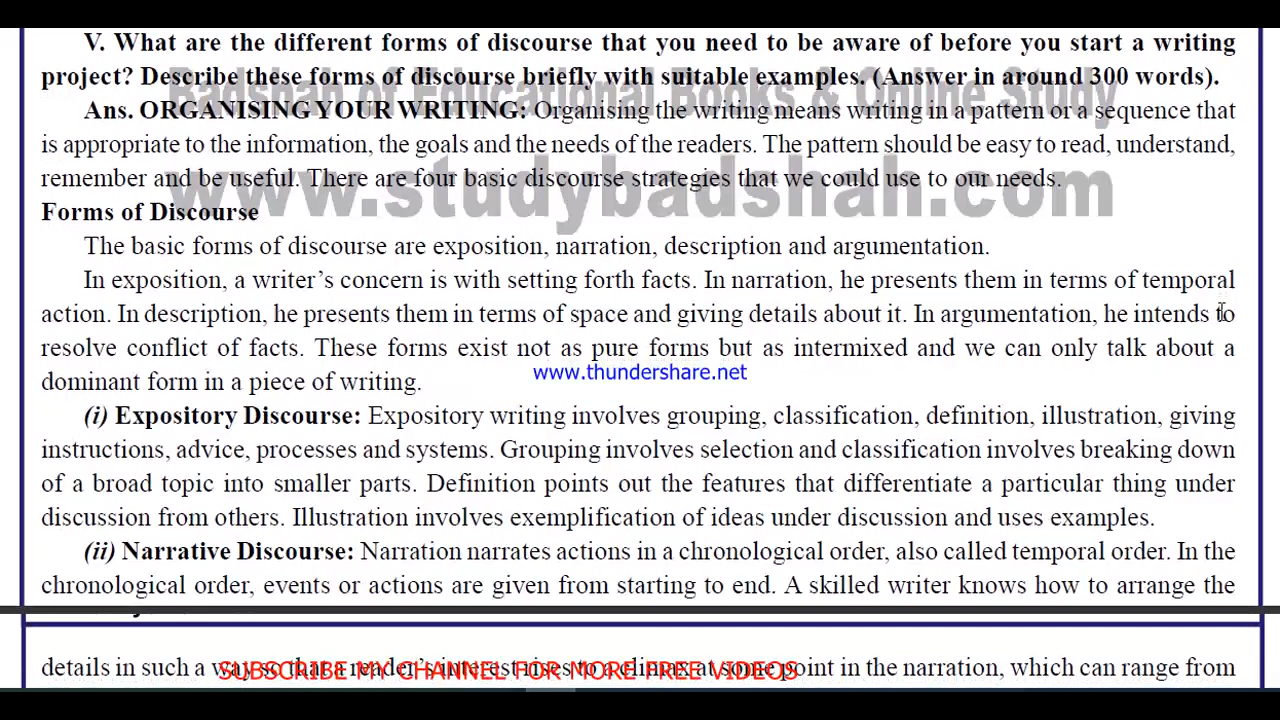 V. What are the different forms of discourse that you need to be aware of before you start a writing
project? Describe these forms of discourse briefly with suitable examples. (Answer in around 300 words).
Badshah of Educational Books & Online Study
Ans. ORGANISING YOUR WRITING: Organising the writing means writing in a pattern or a sequence that
is appropriate to the information, the goals and the needs of the readers. The pattern should be easy to read, understand,
remember and be useful. There are four basic discourse strategies that we could use to our needs.
www.studybadshah.com
Forms of Discourse
The basic forms of discourse are exposition, narration, description and argumentation.
In exposition, a writer's concern is with setting forth facts. In narration, he presents them in terms of temporal
action. In description, he presents them in terms of space and giving details about it. In argumentation, he intends to
resolve conflict of facts. These forms exist not as pure forms but as intermixed and we can only talk about a
www.thundershare.net
dominant form in a piece of writing.
(i) Expository Discourse: Expository writing involves grouping, classification, definition, illustration, giving
instructions, advice, processes and systems. Grouping involves selection and classification involves breaking down
of a broad topic into smaller parts. Definition points out the features that differentiate a particular thing under
discussion from others. Illustration involves exemplification of ideas under discussion and uses examples.
(ii) Narrative Discourse: Narration narrates actions in a chronological order, also called temporal order. In the
chronological order, events or actions are given from starting to end. A skilled writer knows how to arrange the
details in such a way so that a reader's interest rises to a climax at some point in the narration, which can range from
SUBSCRIBE MY CHANNEL FOR MORE FREE VIDEOS